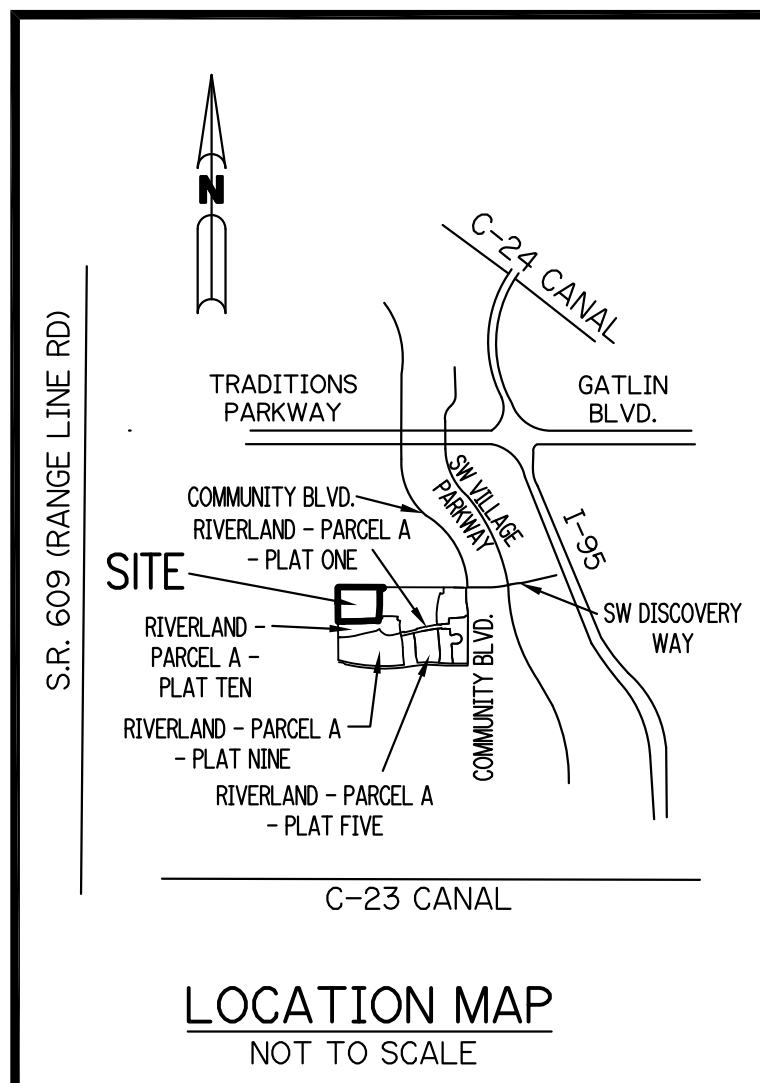 N
C-24 CANAL
S.R. 609 (RANGE LINE RD)
TRADITIONS
PARKWAY
GATLIN
BLVD.
SW VILLAGE
PARKWAY
COMMUNITY BLVD.
RIVERLAND - PARCEL A
- PLAT ONE
I-95
SITE
SW DISCOVERY
WAY
RIVERLAND -
PARCEL A -
PLAT TEN
COMMUNITY BLVD.
RIVERLAND - PARCEL A
- PLAT NINE
RIVERLAND - PARCEL A
- PLAT FIVE
C-23 CANAL
LOCATION MAP
NOT TO SCALE